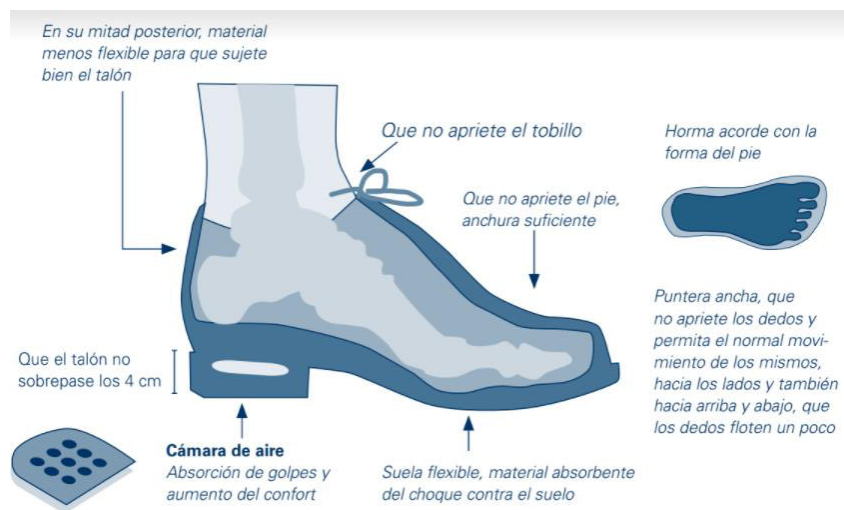 En su mitad posterior, material
menos flexible para que sujete
bien el talón
Que no apriete el tobillo
Que no apriete el pie,
anchura suficiente
Horma acorde con la
forma del pie
Puntera ancha, que
no apriete los dedos y
permita el normal movi-
miento de los mismos,
hacia los lados y también
hacia arriba y abajo, que
los dedos floten un poco
Que el talón no
sobrepase los 4 cm
Cámara de aire
Absorción de golpes y
aumento del confort
Suela flexible, material absorbente
del choque contra el suelo